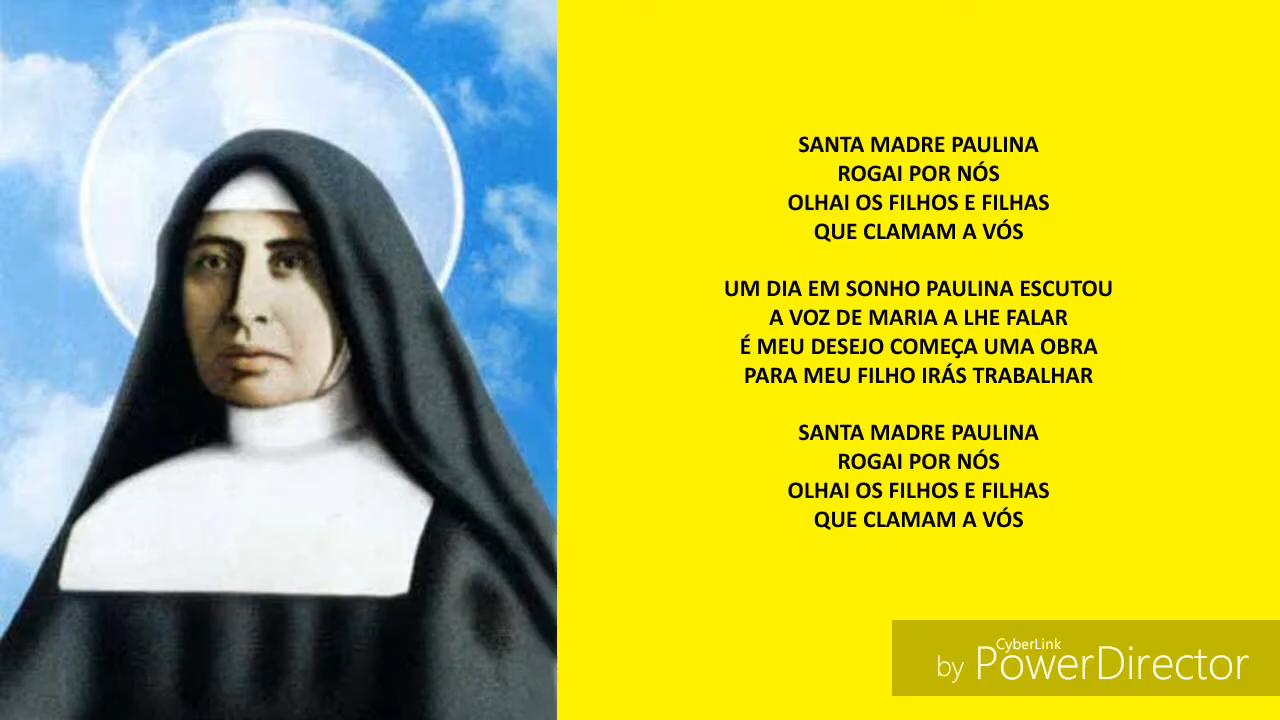 SANTA MADRE PAULINA
ROGAI POR NÓS
OLHAI OS FILHOS E FILHAS
QUE CLAMAM A VÓS
UM DIA EM SONHO PAULINA ESCUTOU
A VOZ DE MARIA A LHE FALAR
É MEU DESEJO COMEÇA UMA OBRA
PARA MEU FILHO IRÁS TRABALHAR
SANTA MADRE PAULINA
ROGAI POR NÓS
OLHAI OS FILHOS E FILHAS
QUE CLAMAM A VÓS
CyberLink
by PowerDirector